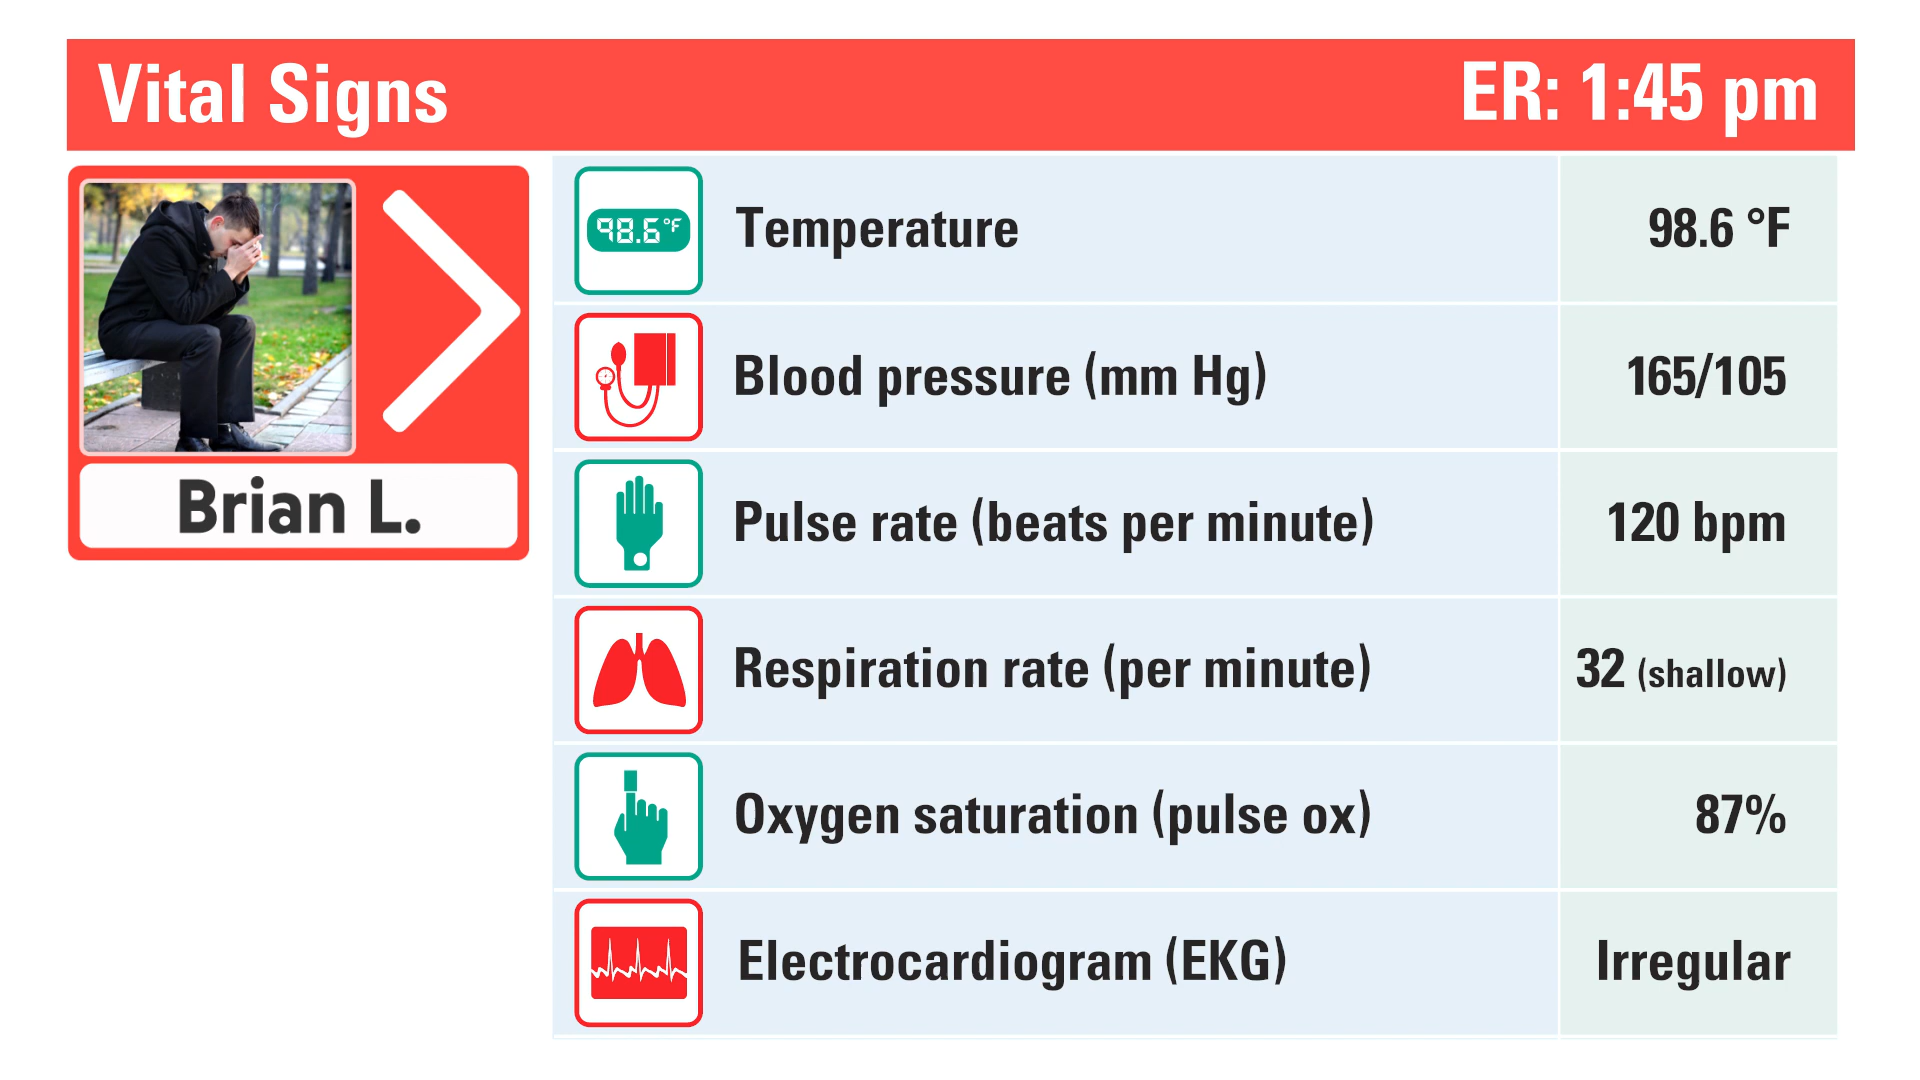 Vital Signs
ER: 1:45 pm
Brian L.
98.6 °F
Temperature
98.6 °F
Blood pressure (mm Hg)
165/105
Pulse rate (beats per minute)
120 bpm
Respiration rate (per minute)
32 (shallow)
Oxygen saturation (pulse ox)
87%
Electrocardiogram (EKG)
Irregular